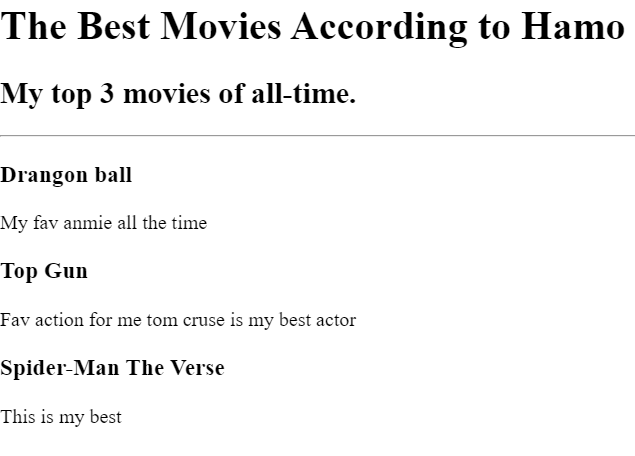 The Best Movies According to Hamo
My top 3 movies of all-time.
Drangon ball
My fav anmie all the time
Top Gun
Fav action for me tom cruse is my best actor
Spider-Man The Verse
This is my best